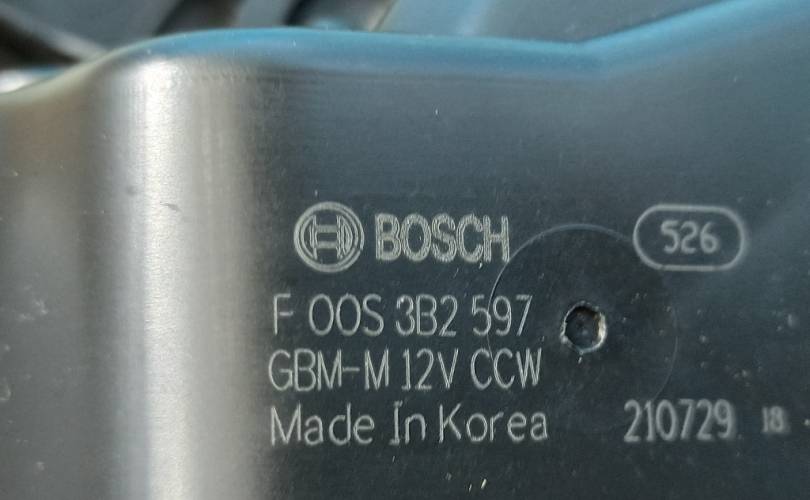 BOSCH 526
F 00S 3B2 597
GBM-M 12V CCW
Made In Korea 210729 18